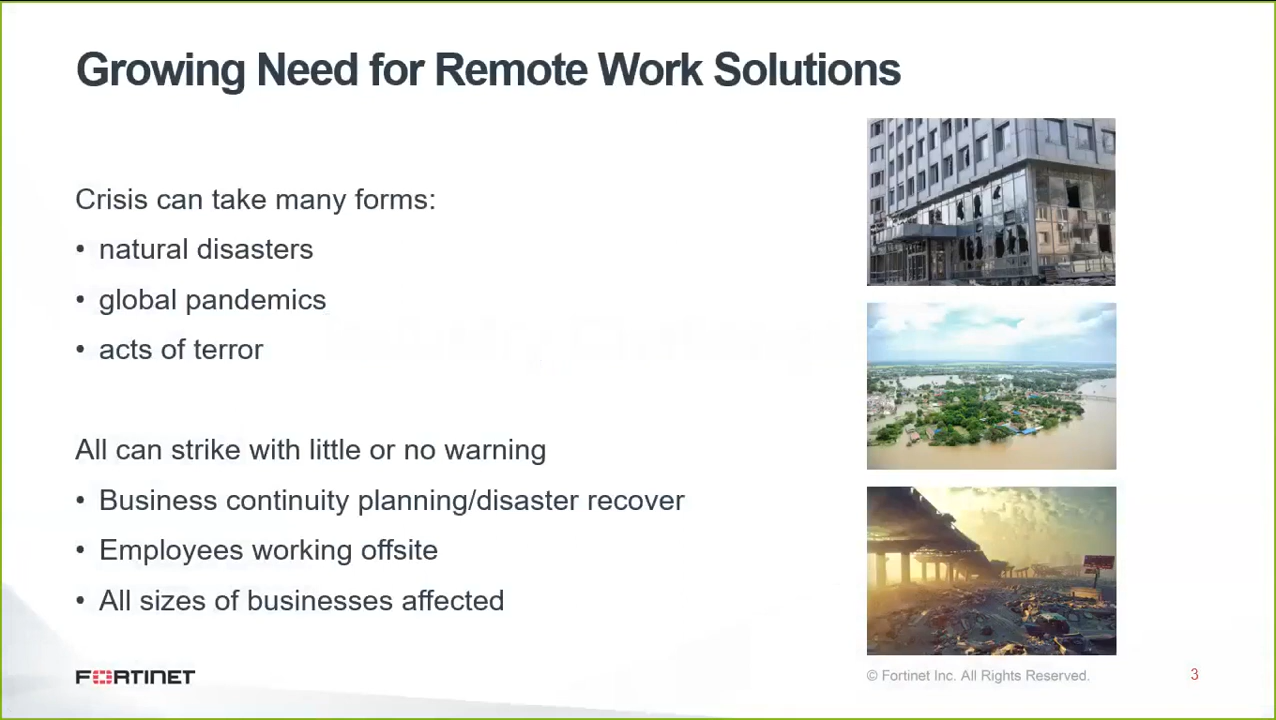 Growing Need for Remote Work Solutions
Crisis can take many forms:
• natural disasters
• global pandemics
• acts of terror
All can strike with little or no warning
• Business continuity planning/disaster recover
• Employees working offsite
• All sizes of businesses affected
FORTINET
© Fortinet Inc. All Rights Reserved.
3